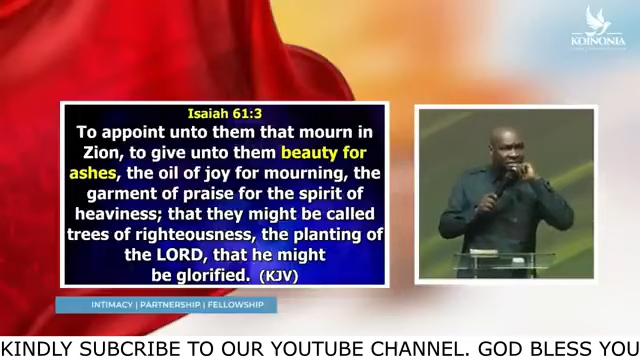 KOINONIA
Isaiah 61:3
To appoint unto them that mourn in
Zion, to give unto them beauty for
ashes, the oil of joy for mourning, the
garment of praise for the spirit of
heaviness; that they might be called
trees of righteousness, the planting of
the LORD, that he might
be glorified. (KJV)
INTIMACY | PARTNERSHIP | FELLOWSHIP
KINDLY SUBCRIBE TO OUR YOUTUBE CHANNEL. GOD BLESS YOU